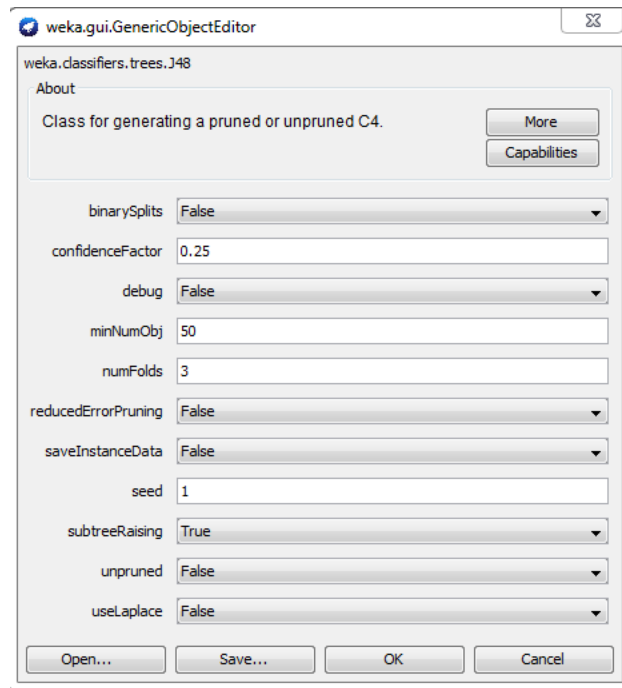 weka.gui.GenericObjectEditor
weka.classifiers.trees.J48
About
Class for generating a pruned or unpruned C4.
More
Capabilities
binarySplits False
confidenceFactor 0.25
debug False
minNumObj 50
numFolds 3
reducedErrorPruning False
saveInstanceData False
seed 1
subtreeRaising True
unpruned False
useLaplace False
Open... Save... OK Cancel